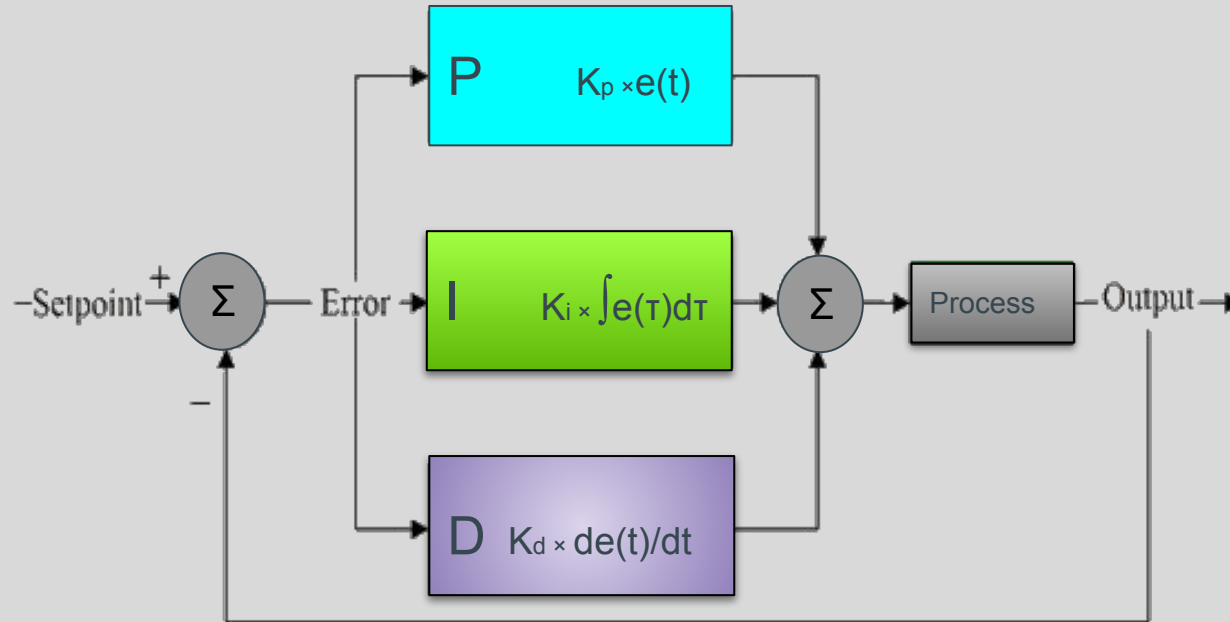 P Kp ×e(t)
+
–Setpoint
Σ
Error
I Ki × ∫e(τ)dτ
Σ
Process
Output
–
D Kd × de(t)/dt